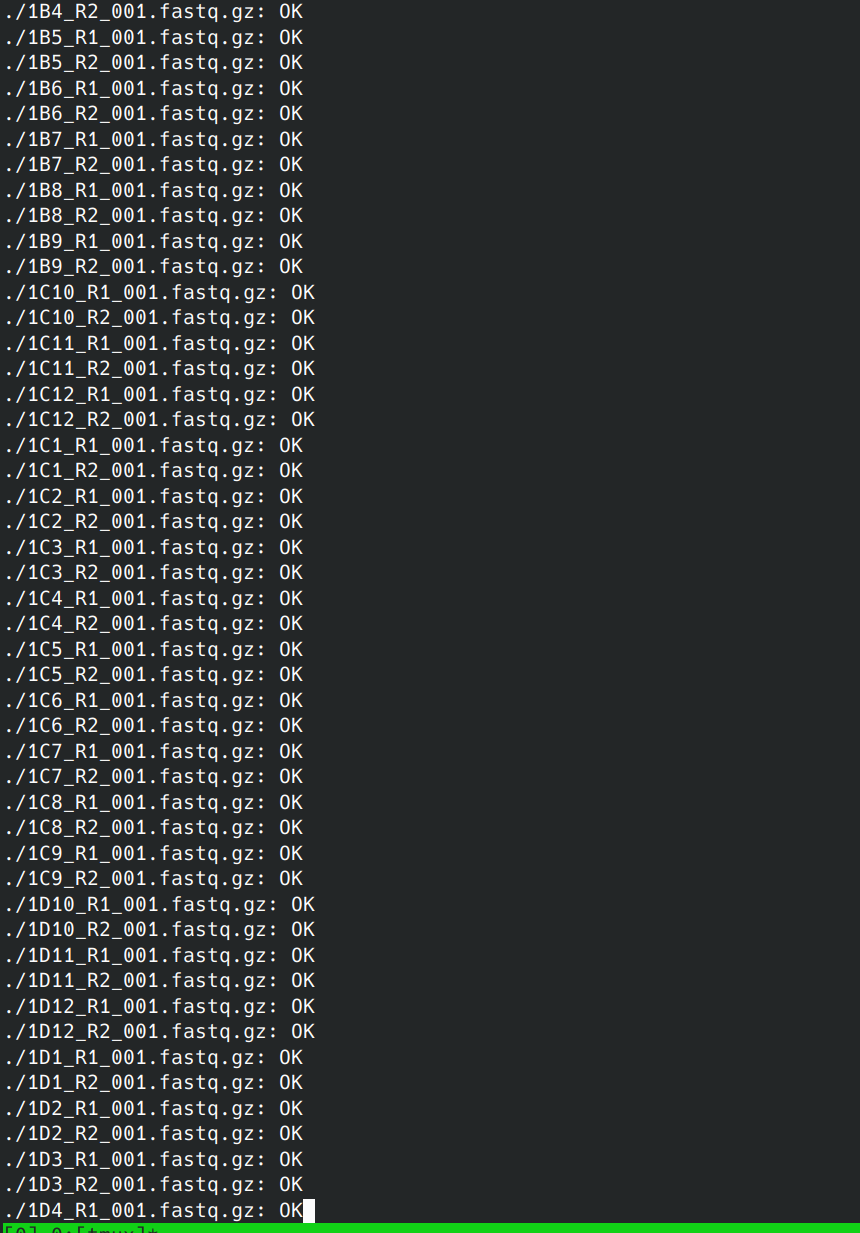 ./1B4_R2_001.fastq.gz: OK
./1B5_R1_001.fastq.gz: OK
./1B5_R2_001.fastq.gz: OK
./1B6_R1_001.fastq.gz: OK
./1B6_R2_001.fastq.gz: OK
./1B7_R1_001.fastq.gz: OK
./1B7_R2_001.fastq.gz: OK
./1B8_R1_001.fastq.gz: OK
./1B8_R2_001.fastq.gz: OK
./1B9_R1_001.fastq.gz: OK
./1B9_R2_001.fastq.gz: OK
./1C10_R1_001.fastq.gz: OK
./1C10_R2_001.fastq.gz: OK
./1C11_R1_001.fastq.gz: OK
./1C11_R2_001.fastq.gz: OK
./1C12_R1_001.fastq.gz: OK
./1C12_R2_001.fastq.gz: OK
./1C1_R1_001.fastq.gz: OK
./1C1_R2_001.fastq.gz: OK
./1C2_R1_001.fastq.gz: OK
./1C2_R2_001.fastq.gz: OK
./1C3_R1_001.fastq.gz: OK
./1C3_R2_001.fastq.gz: OK
./1C4_R1_001.fastq.gz: OK
./1C4_R2_001.fastq.gz: OK
./1C5_R1_001.fastq.gz: OK
./1C5_R2_001.fastq.gz: OK
./1C6_R1_001.fastq.gz: OK
./1C6_R2_001.fastq.gz: OK
./1C7_R1_001.fastq.gz: OK
./1C7_R2_001.fastq.gz: OK
./1C8_R1_001.fastq.gz: OK
./1C8_R2_001.fastq.gz: OK
./1C9_R1_001.fastq.gz: OK
./1C9_R2_001.fastq.gz: OK
./1D10_R1_001.fastq.gz: OK
./1D10_R2_001.fastq.gz: OK
./1D11_R1_001.fastq.gz: OK
./1D11_R2_001.fastq.gz: OK
./1D12_R1_001.fastq.gz: OK
./1D12_R2_001.fastq.gz: OK
./1D1_R1_001.fastq.gz: OK
./1D1_R2_001.fastq.gz: OK
./1D2_R1_001.fastq.gz: OK
./1D2_R2_001.fastq.gz: OK
./1D3_R1_001.fastq.gz: OK
./1D3_R2_001.fastq.gz: OK
./1D4_R1_001.fastq.gz: OK